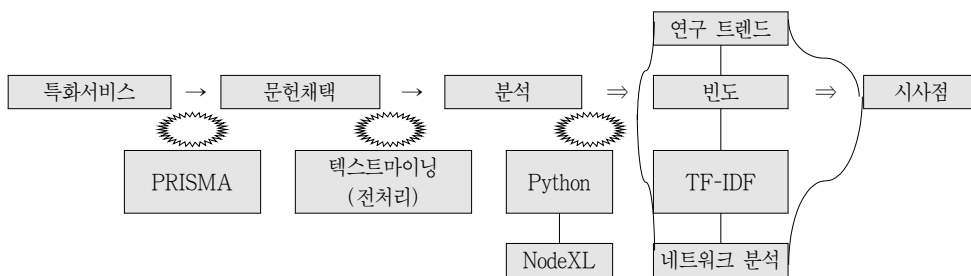 연구 트렌드
특화서비스 → 문헌채택 → 분석 ⇒ 빈도 ⇒ 시사점
PRISMA
텍스트마이닝
(전처리)
Python
TF-IDF
NodeXL
네트워크 분석